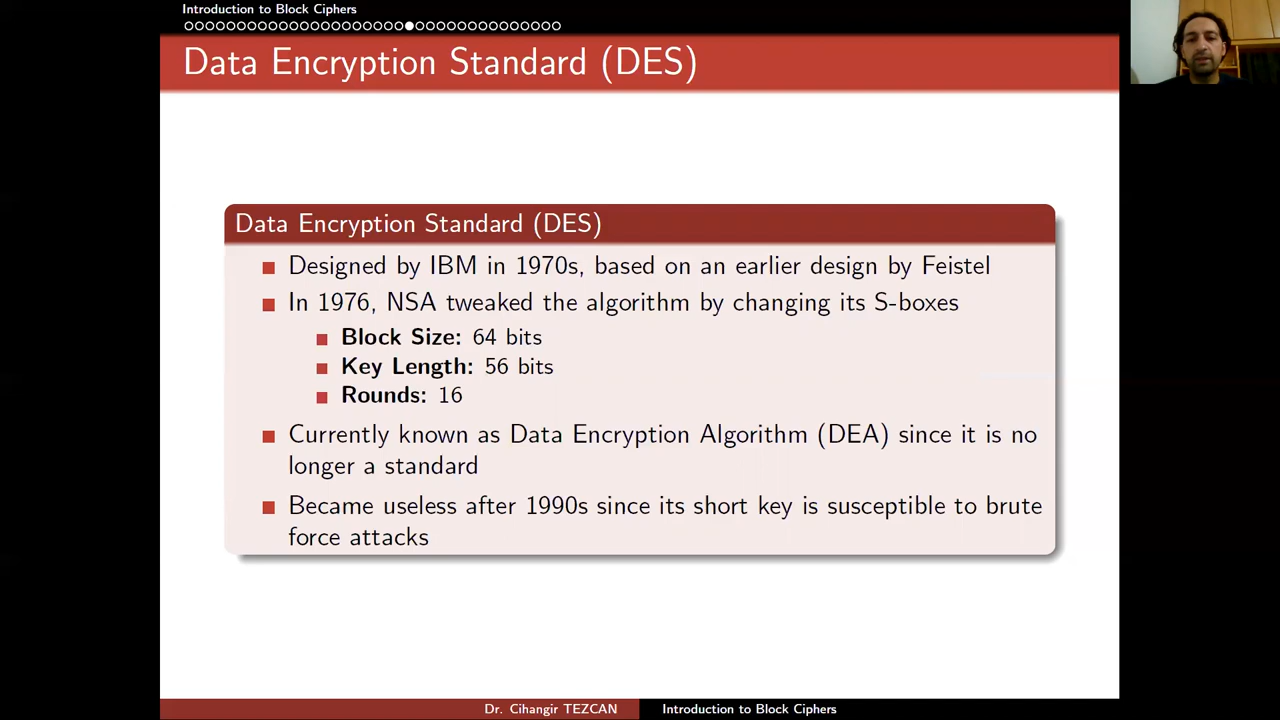 Introduction to Block Ciphers
Data Encryption Standard (DES)
Data Encryption Standard (DES)
Designed by IBM in 1970s, based on an earlier design by Feistel
In 1976, NSA tweaked the algorithm by changing its S-boxes
Block Size: 64 bits
Key Length: 56 bits
Rounds: 16
Currently known as Data Encryption Algorithm (DEA) since it is no
longer a standard
Became useless after 1990s since its short key is susceptible to brute
force attacks
Dr. Cihangir TEZCAN
Introduction to Block Ciphers